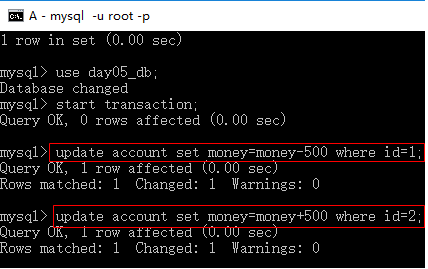 A - mysql -u root -p
1 row in set (0.00 sec)
mysql> use day05_db;
Database changed
mysql> start transaction;
Query OK, 0 rows affected (0.00 sec)
mysql> update account set money=money-500 where id=1;
Query OK, 1 row affected (0.00 sec)
Rows matched: 1  Changed: 1  Warnings: 0
mysql> update account set money=money+500 where id=2;
Query OK, 1 row affected (0.00 sec)
Rows matched: 1  Changed: 1  Warnings: 0